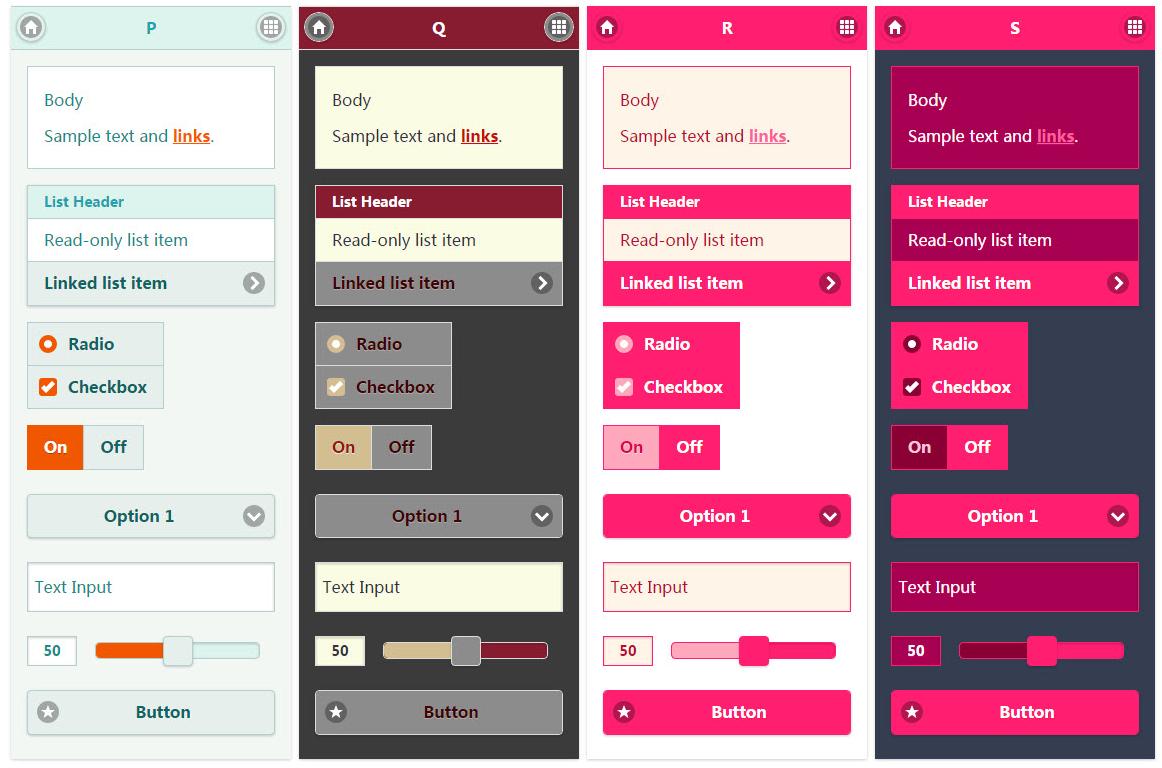 P
Body
Sample text and links.
List Header
Read-only list item
Linked list item
Radio
Checkbox
On Off
Option 1
Text Input
50
Button
Q
Body
Sample text and links.
List Header
Read-only list item
Linked list item
Radio
Checkbox
On Off
Option 1
Text Input
50
Button
R
Body
Sample text and links.
List Header
Read-only list item
Linked list item
Radio
Checkbox
On Off
Option 1
Text Input
50
Button
S
Body
Sample text and links.
List Header
Read-only list item
Linked list item
Radio
Checkbox
On Off
Option 1
Text Input
50
Button